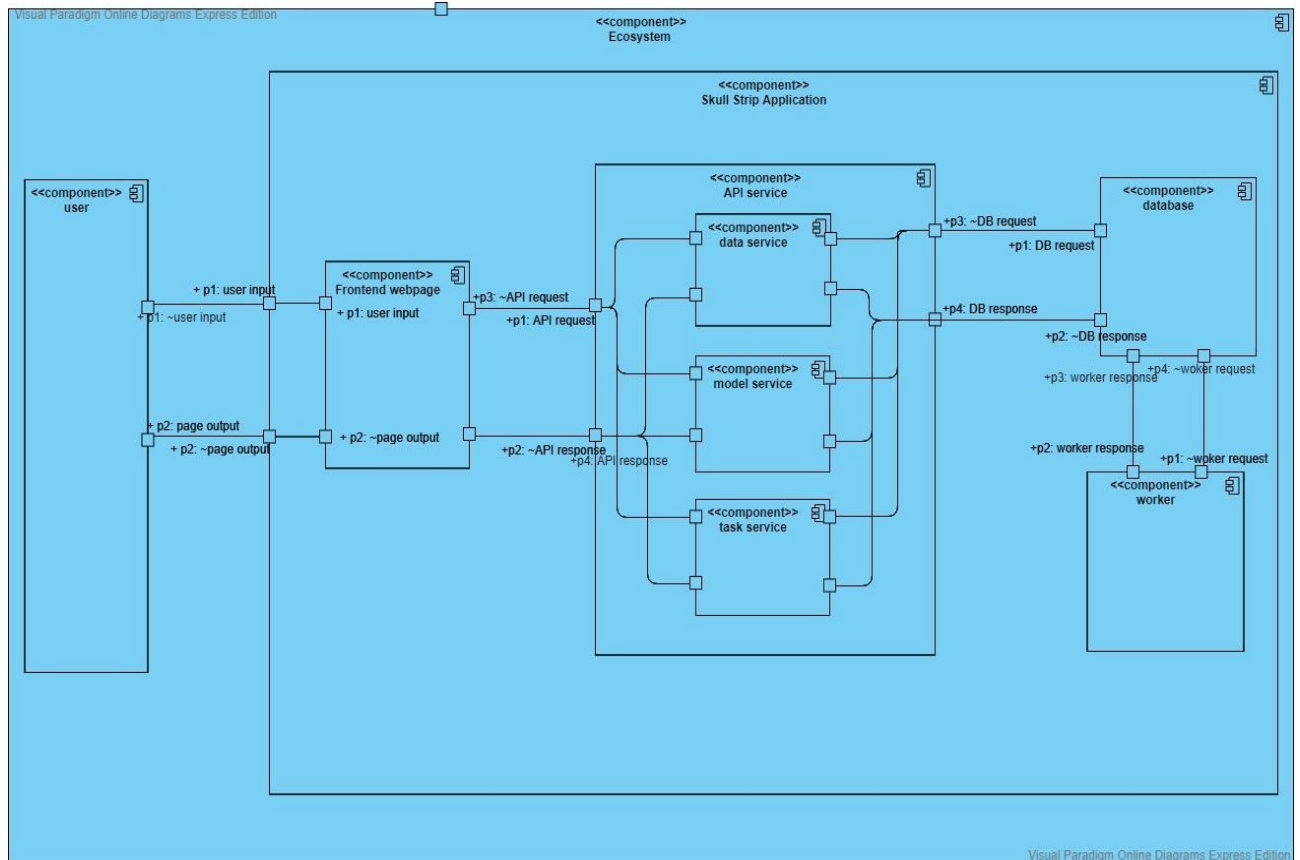 Visual Paradigm Online Diagrams Express Edition
<<component>>
Ecosystem
<<component>>
Skull Strip Application
<<component>>
user
<<component>>
API service
<<component>>
database
<<component>>
data service
+p3: ~DB request
+p1: DB request
<<component>>
Frontend webpage
+ p1: user input
+ p1: ~user input
+ p1: user input
+p3: ~API request
+p1: API request
+p4: DB response
+p2: ~DB response
<<component>>
model service
+p3: worker response
+p4: ~woker request
+ p2: page output
+ p2: ~page output
+ p2: ~page output
+p2: ~API response
+p4: API response
+p2: worker response
+p1: ~woker request
<<component>>
worker
<<component>>
task service
Visual Paradigm Online Diagrams Express Edition